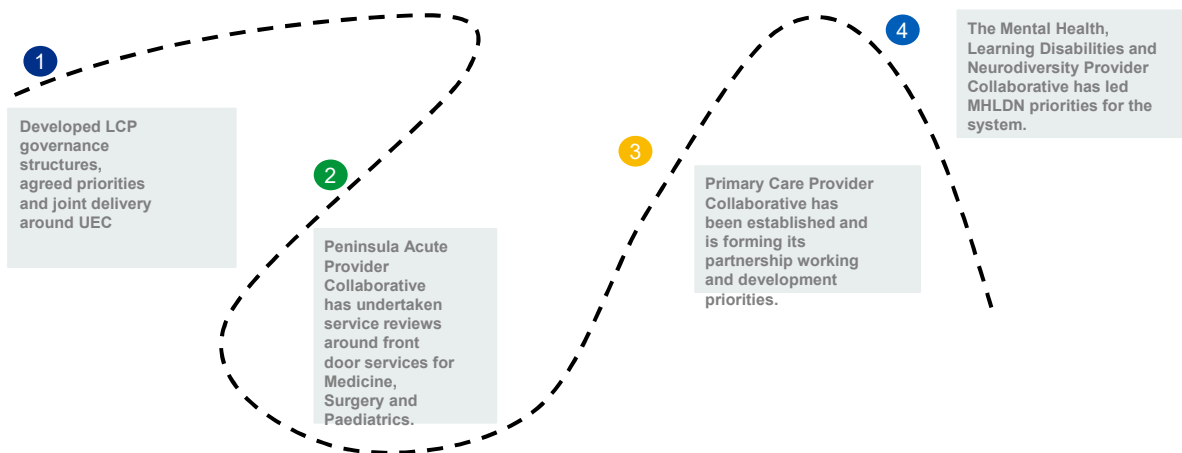 1
Developed LCP
governance
structures,
agreed priorities
and joint delivery
around UEC
2
Peninsula Acute
Provider
Collaborative
has undertaken
service reviews
around front
door services for
Medicine,
Surgery and
Paediatrics.
3
Primary Care Provider
Collaborative has
been established and
is forming its
partnership working
and development
priorities.
4
The Mental Health,
Learning Disabilities and
Neurodiversity Provider
Collaborative has led
MHLDN priorities for the
system.